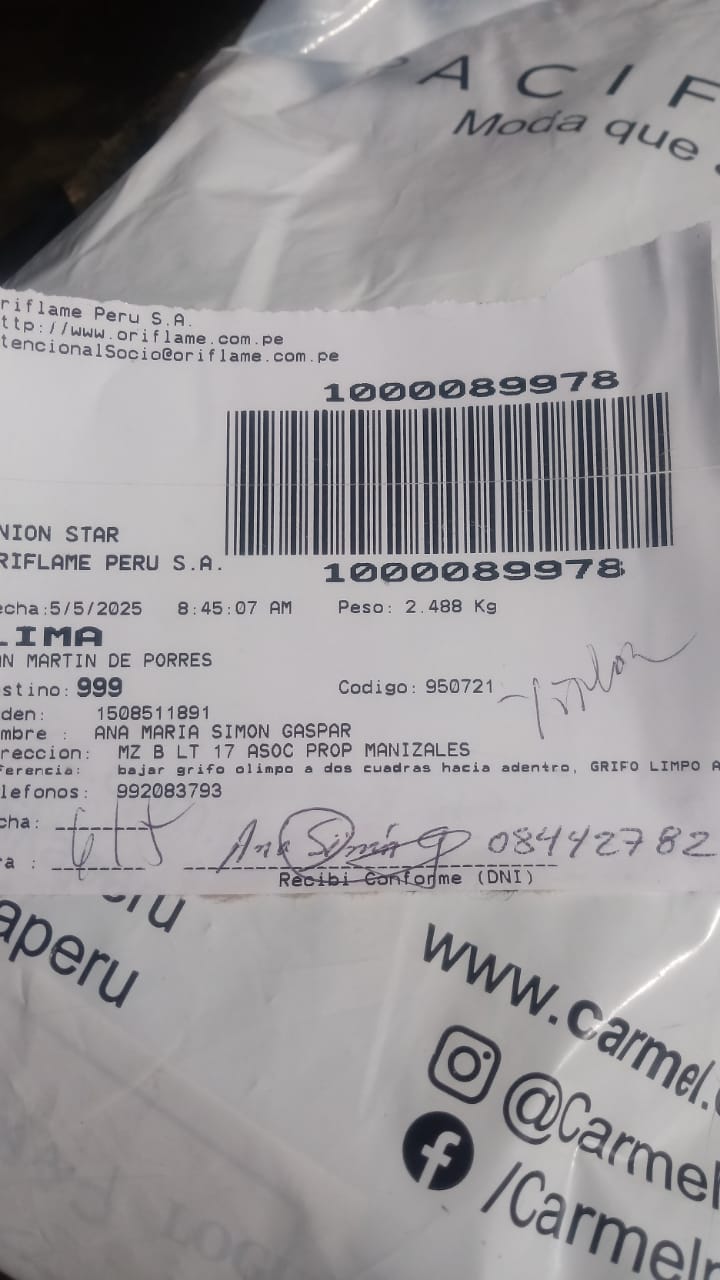 PACIF
Moda que
riflame Peru S.A.
ttp://www.oriflame.com.pe
tencionalSocio@oriflame.com.pe
1000089978
NION STAR
RIFLAME PERU S.A.
1000089978
echa:5/5/2025 8:45:07 AM Peso: 2.488 Kg
LIMA
AN MARTIN DE PORRES
stino: 999 Codigo: 950721
den: 1508511891
mbre : ANA MARIA SIMON GASPAR
reccion: MZ B LT 17 ASOC PROP MANIZALES
ferencia: bajar grifo olimpo a dos cuadras hacia adentro, GRIFO LIMPO A
lefonos: 992083793
cha:
Ana Simón G 08442782
a :
Recibi Conforme (DNI)
eru
aperu
www.carmel.
@Carmel
/Carmel